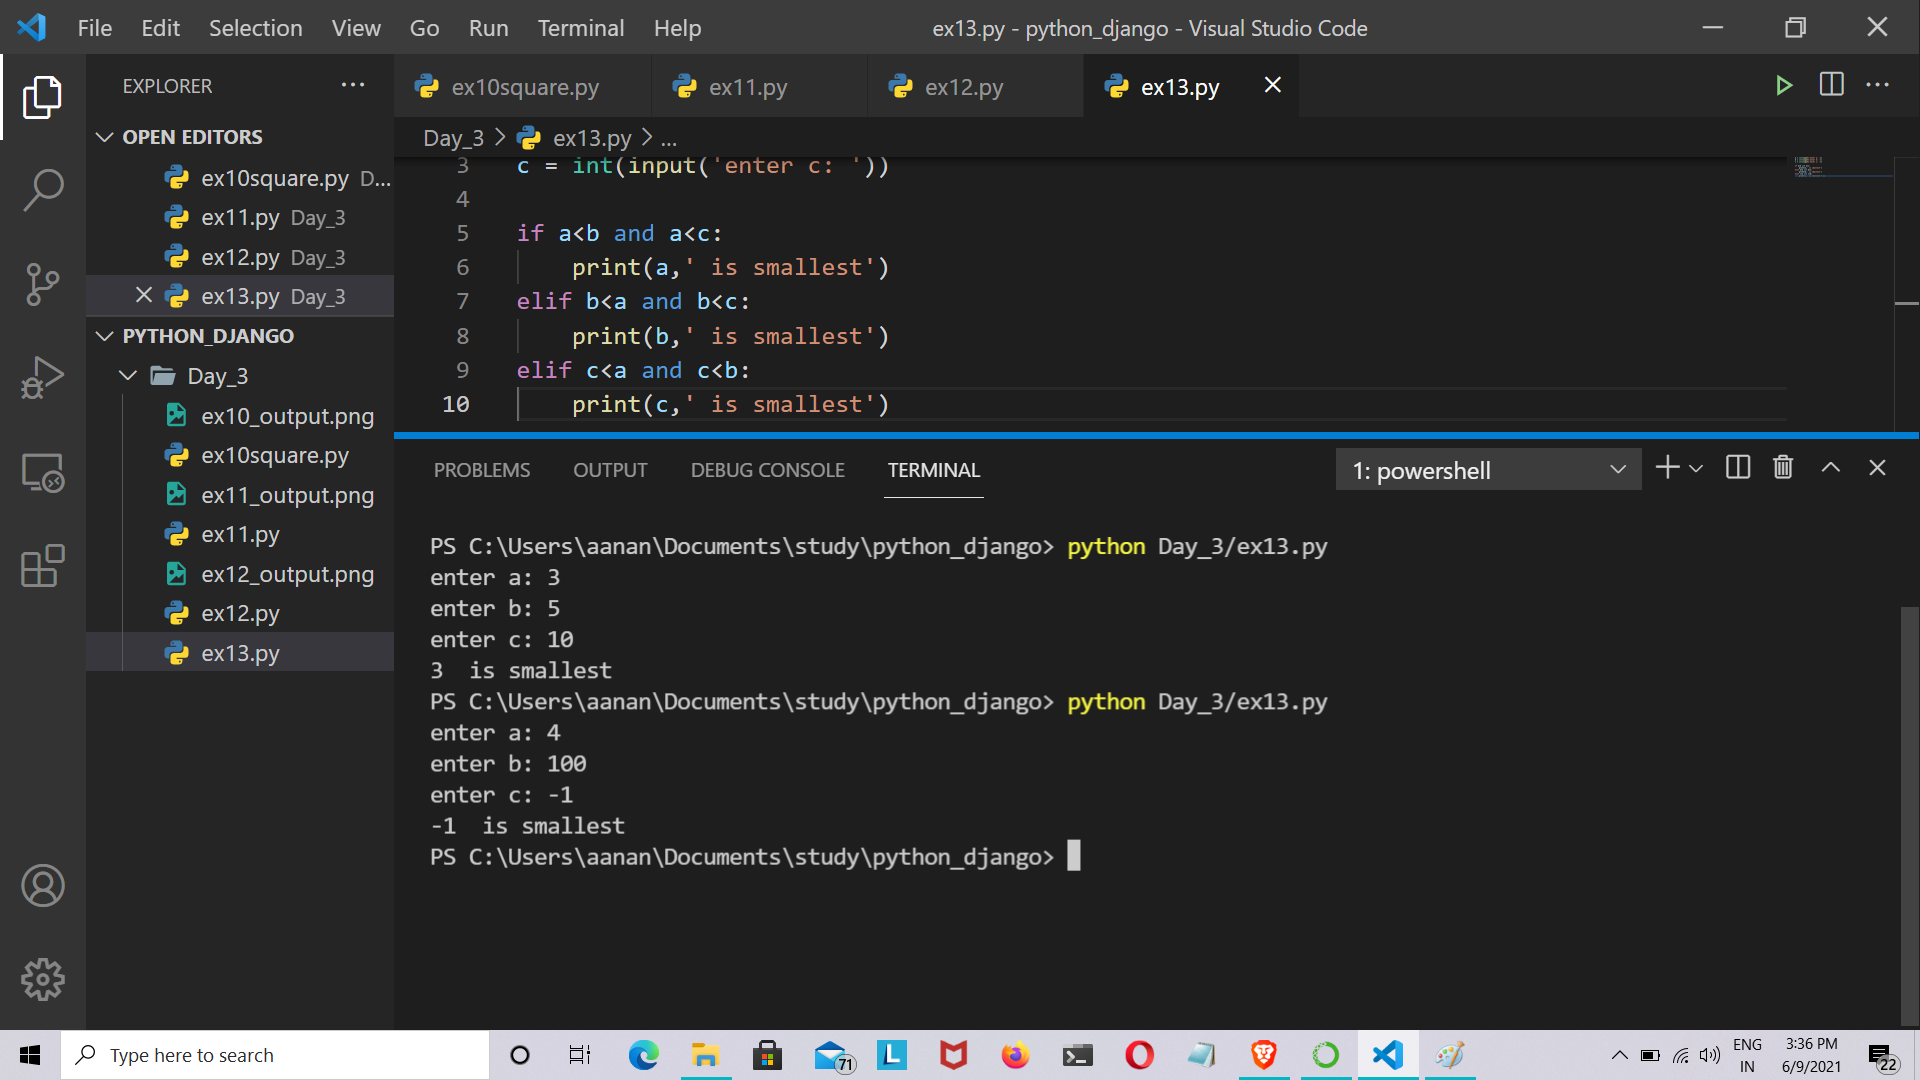 File Edit Selection View Go Run Terminal Help
ex13.py - python_django - Visual Studio Code
EXPLORER
OPEN EDITORS
ex10square.py D...
ex11.py Day_3
ex12.py Day_3
ex13.py Day_3
PYTHON_DJANGO
Day_3
ex10_output.png
ex10square.py
ex11_output.png
ex11.py
ex12_output.png
ex12.py
ex13.py
ex10square.py ex11.py ex12.py ex13.py
Day_3 > ex13.py > ...
3 c = int(input('enter c: '))
4
5 if a<b and a<c:
6 print(a,' is smallest')
7 elif b<a and b<c:
8 print(b,' is smallest')
9 elif c<a and c<b:
10 print(c,' is smallest')
PROBLEMS OUTPUT DEBUG CONSOLE TERMINAL
1: powershell
PS C:\Users\aanan\Documents\study\python_django> python Day_3/ex13.py
enter a: 3
enter b: 5
enter c: 10
3  is smallest
PS C:\Users\aanan\Documents\study\python_django> python Day_3/ex13.py
enter a: 4
enter b: 100
enter c: -1
-1  is smallest
PS C:\Users\aanan\Documents\study\python_django>
Type here to search
71
L
ENG
IN
3:36 PM
6/9/2021
22